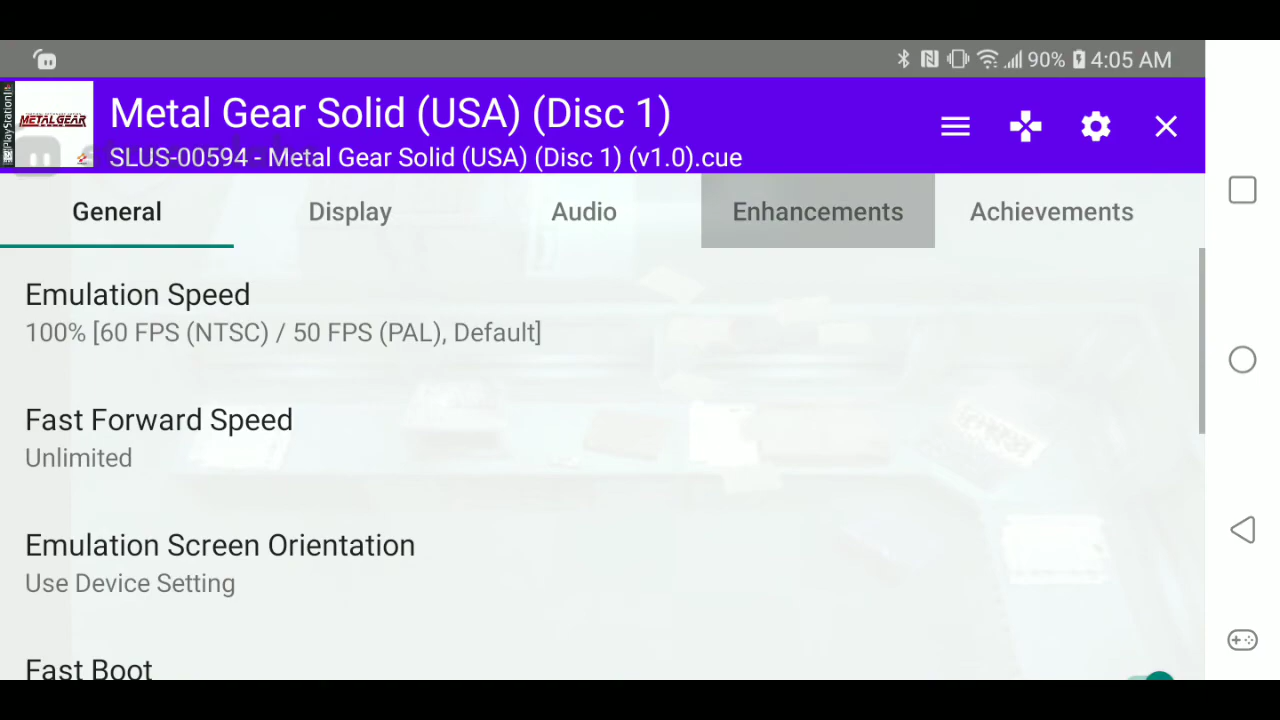 90% 4:05 AM
PlayStation
METAL GEAR
Metal Gear Solid (USA) (Disc 1)
SLUS-00594 - Metal Gear Solid (USA) (Disc 1) (v1.0).cue
General Display Audio Enhancements Achievements
Emulation Speed
100% [60 FPS (NTSC) / 50 FPS (PAL), Default]
Fast Forward Speed
Unlimited
Emulation Screen Orientation
Use Device Setting
Fast Boot